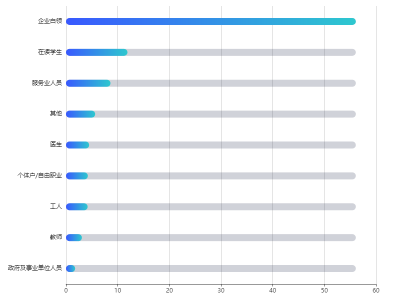 企业白领
在读学生
服务业人员
其他
医生
个体户/自由职业
工人
教师
政府及事业单位人员
0 10 20 30 40 50 60